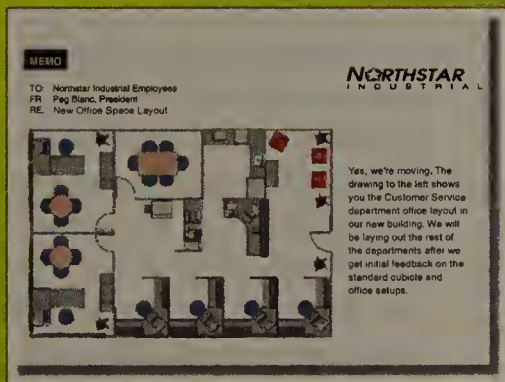 MEMO
NORTHSTAR
INDUSTRIAL
TO: Northstar Industrial Employees
FR Peg Blanc, President
RE. New Office Space Layout
Yes, we're moving. The
drawing to the left shows
you the Customer Service
department office layout in
our new building. We will
be laying out the rest of
the departments after we
get initial feedback on the
standard cubicle and
office setups.